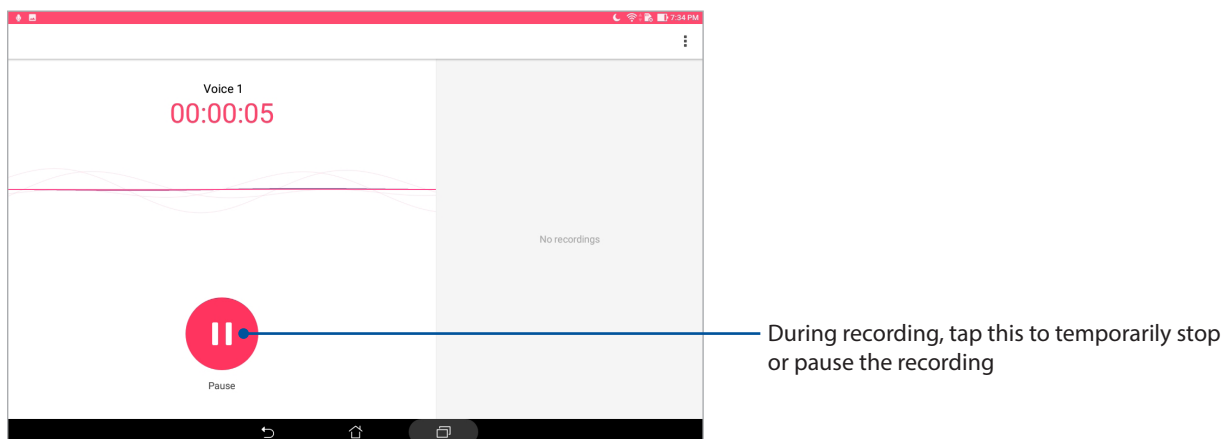 7:34 PM
Voice 1
00:00:05
No recordings
During recording, tap this to temporarily stop
or pause the recording
Pause